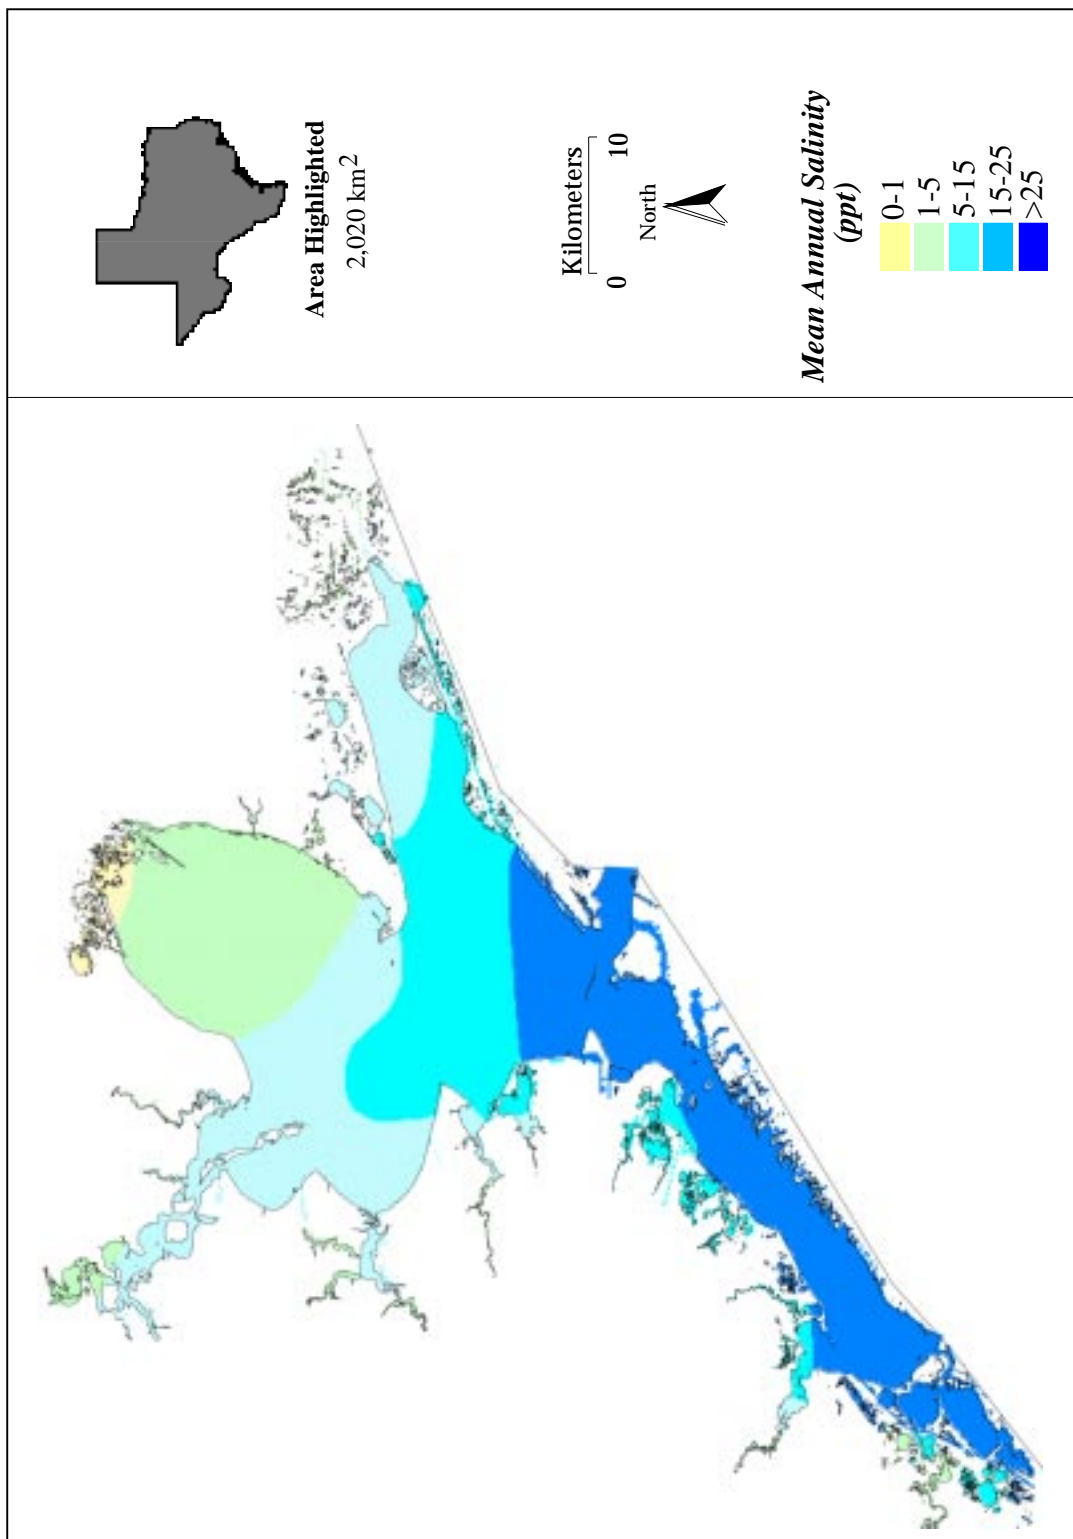 Area Highlighted
2,020 km²
Kilometers
0 10
North
Mean Annual Salinity
(ppt)
0-1
1-5
5-15
15-25
>25